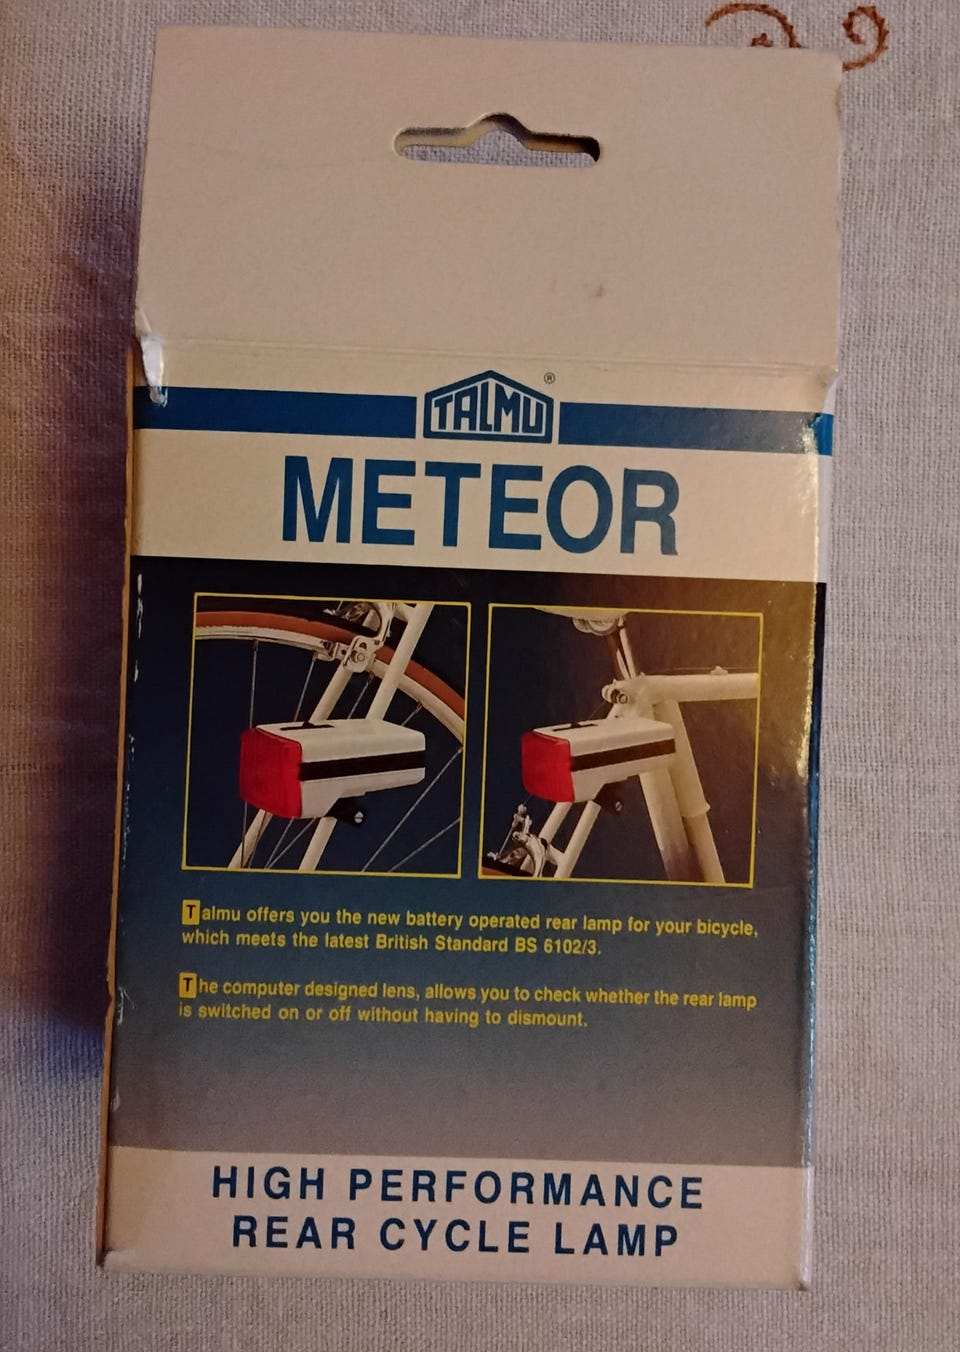 TALMU ®
METEOR
Talmu offers you the new battery operated rear lamp for your bicycle,
which meets the latest British Standard BS 6102/3.
The computer designed lens, allows you to check whether the rear lamp
is switched on or off without having to dismount.
HIGH PERFORMANCE
REAR CYCLE LAMP